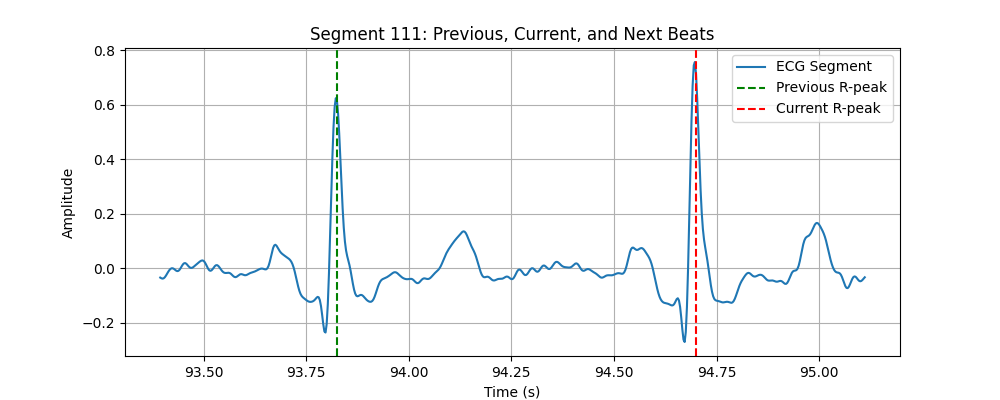 Segment 111: Previous, Current, and Next Beats
ECG Segment
Previous R-peak
Current R-peak
Amplitude
0.8
0.6
0.4
0.2
0.0
−0.2
93.50 93.75 94.00 94.25 94.50 94.75 95.00
Time (s)